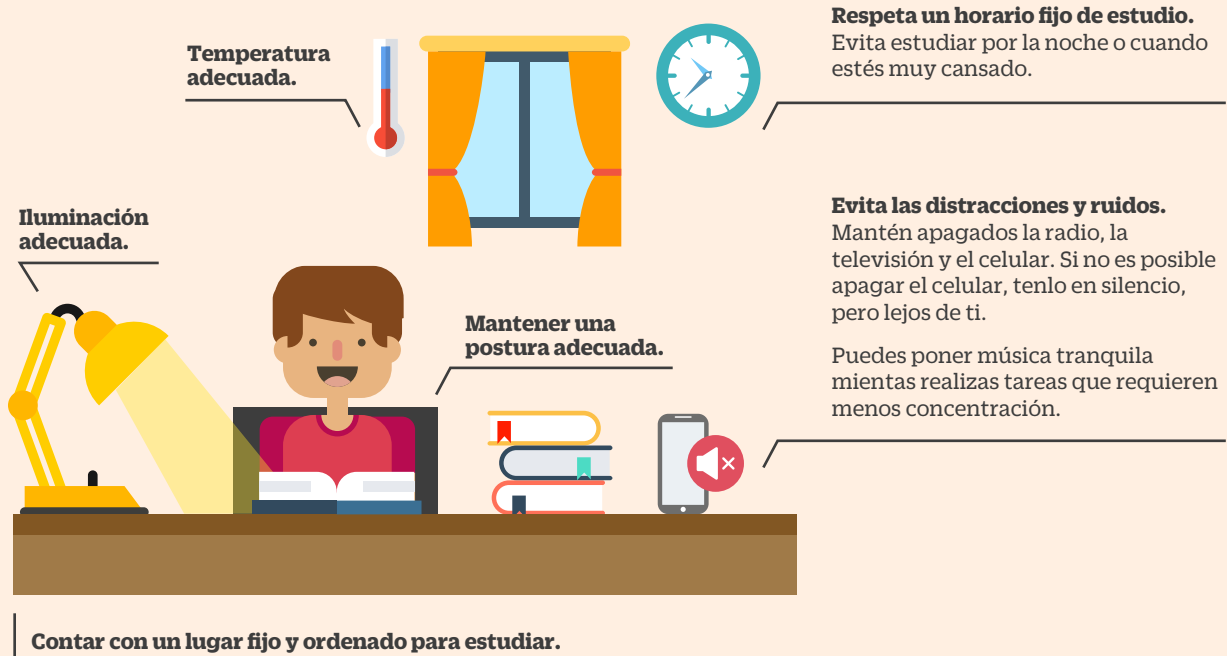 Temperatura
adecuada.
Respeta un horario fijo de estudio.
Evita estudiar por la noche o cuando
estés muy cansado.
Iluminación
adecuada.
Evita las distracciones y ruidos.
Mantén apagados la radio, la
televisión y el celular. Si no es posible
apagar el celular, tenlo en silencio,
pero lejos de ti.
Puedes poner música tranquila
mientas realizas tareas que requieren
menos concentración.
Mantener una
postura adecuada.
Contar con un lugar fijo y ordenado para estudiar.